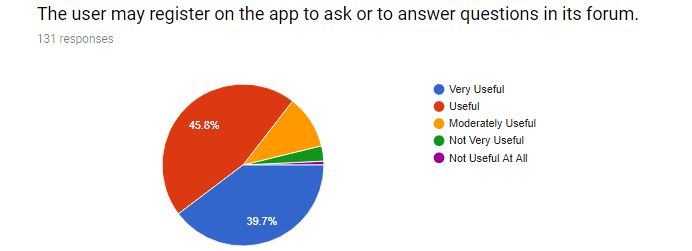 The user may register on the app to ask or to answer questions in its forum.
131 responses
45.8%
39.7%
Very Useful
Useful
Moderately Useful
Not Very Useful
Not Useful At All